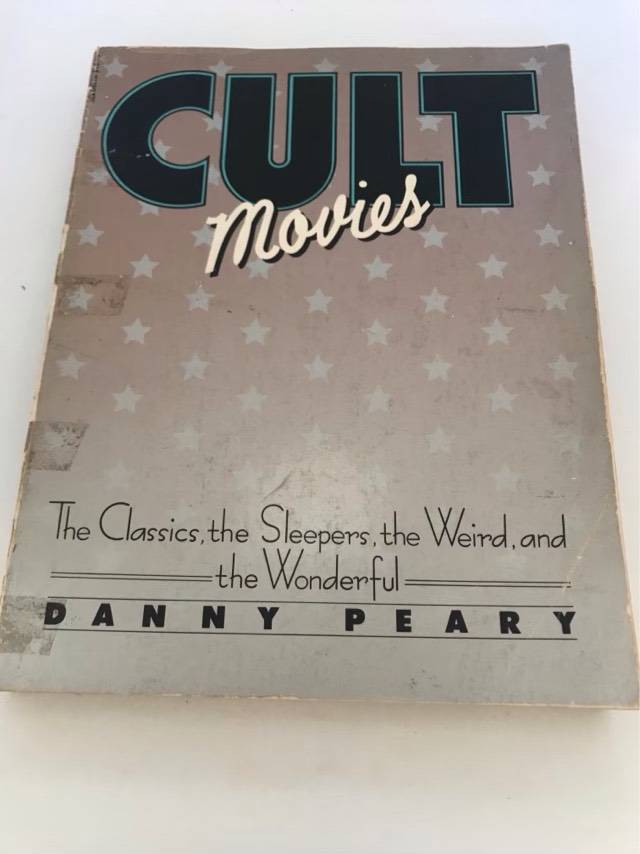 CULT
Movies
The Classics, the Sleepers, the Weird, and
the Wonderful
DANNY PEARY